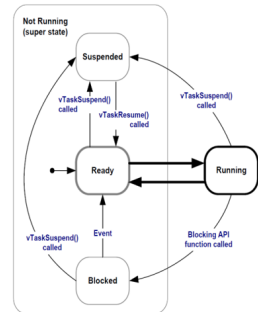 Not Running
(super state)
Suspended
vTaskSuspend()
called
vTaskSuspend()
called
vTaskResume()
called
Ready
Running
Event
vTaskSuspend()
called
Blocking API
function called
Blocked